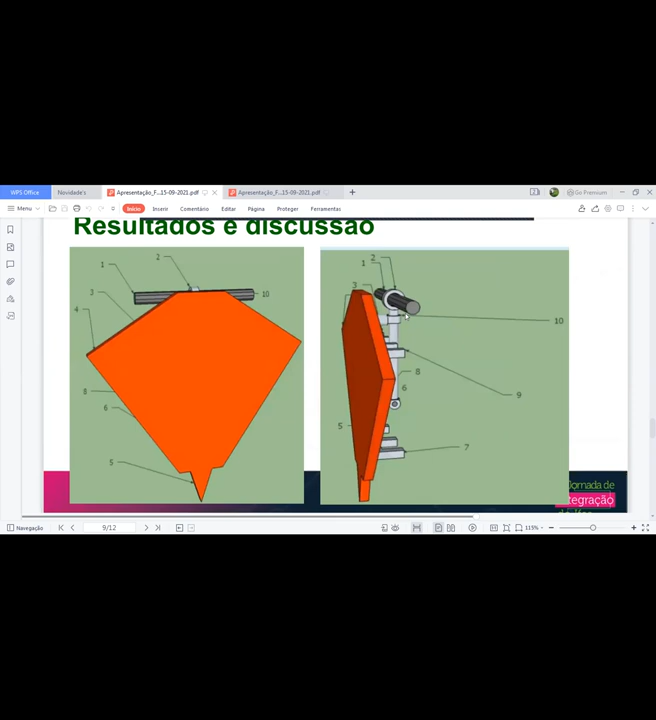 WPS Office
Novidade's
Apresentação_F...15-09-2021.pdf
Apresentação_F...15-09-2021.pdf
Go Premium
Menu
Início
Inserir
Comentário
Editar
Página
Proteger
Ferramentas
Resultados e discussão
1
2
3
4
8
6
5
10
2
1
3
10
8
6
9
5
7
Jornada de
integração
Navegação
9/12
115%